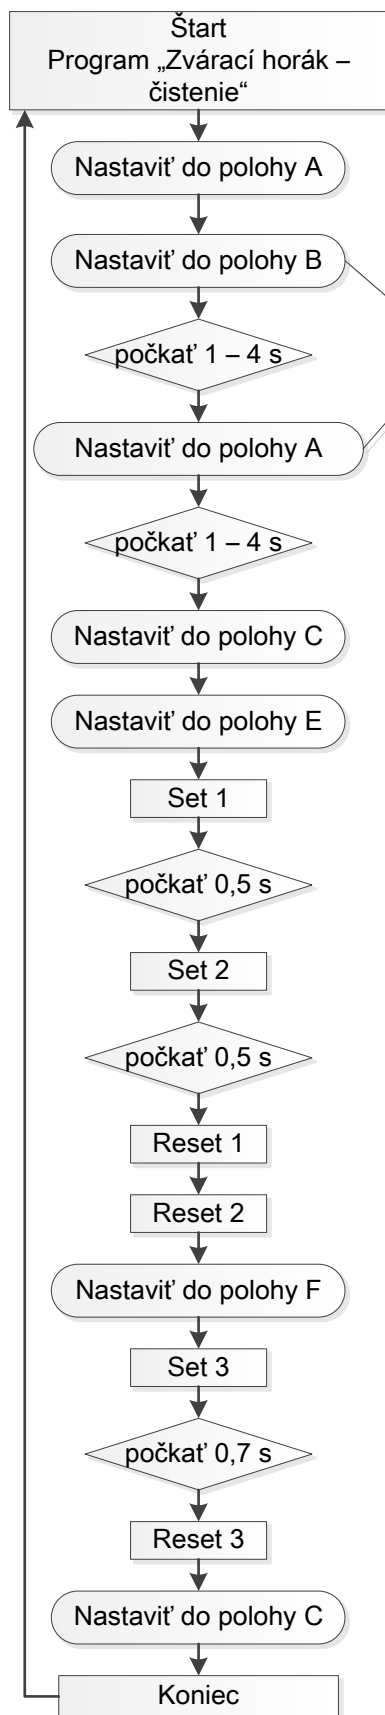 Štart
Program „Zvárací horák –
čistenie“
Nastaviť do polohy A
Nastaviť do polohy B
počkať 1 – 4 s
Nastaviť do polohy A
počkať 1 – 4 s
Nastaviť do polohy C
Nastaviť do polohy E
Set 1
počkať 0,5 s
Set 2
počkať 0,5 s
Reset 1
Reset 2
Nastaviť do polohy F
Set 3
počkať 0,7 s
Reset 3
Nastaviť do polohy C
Koniec